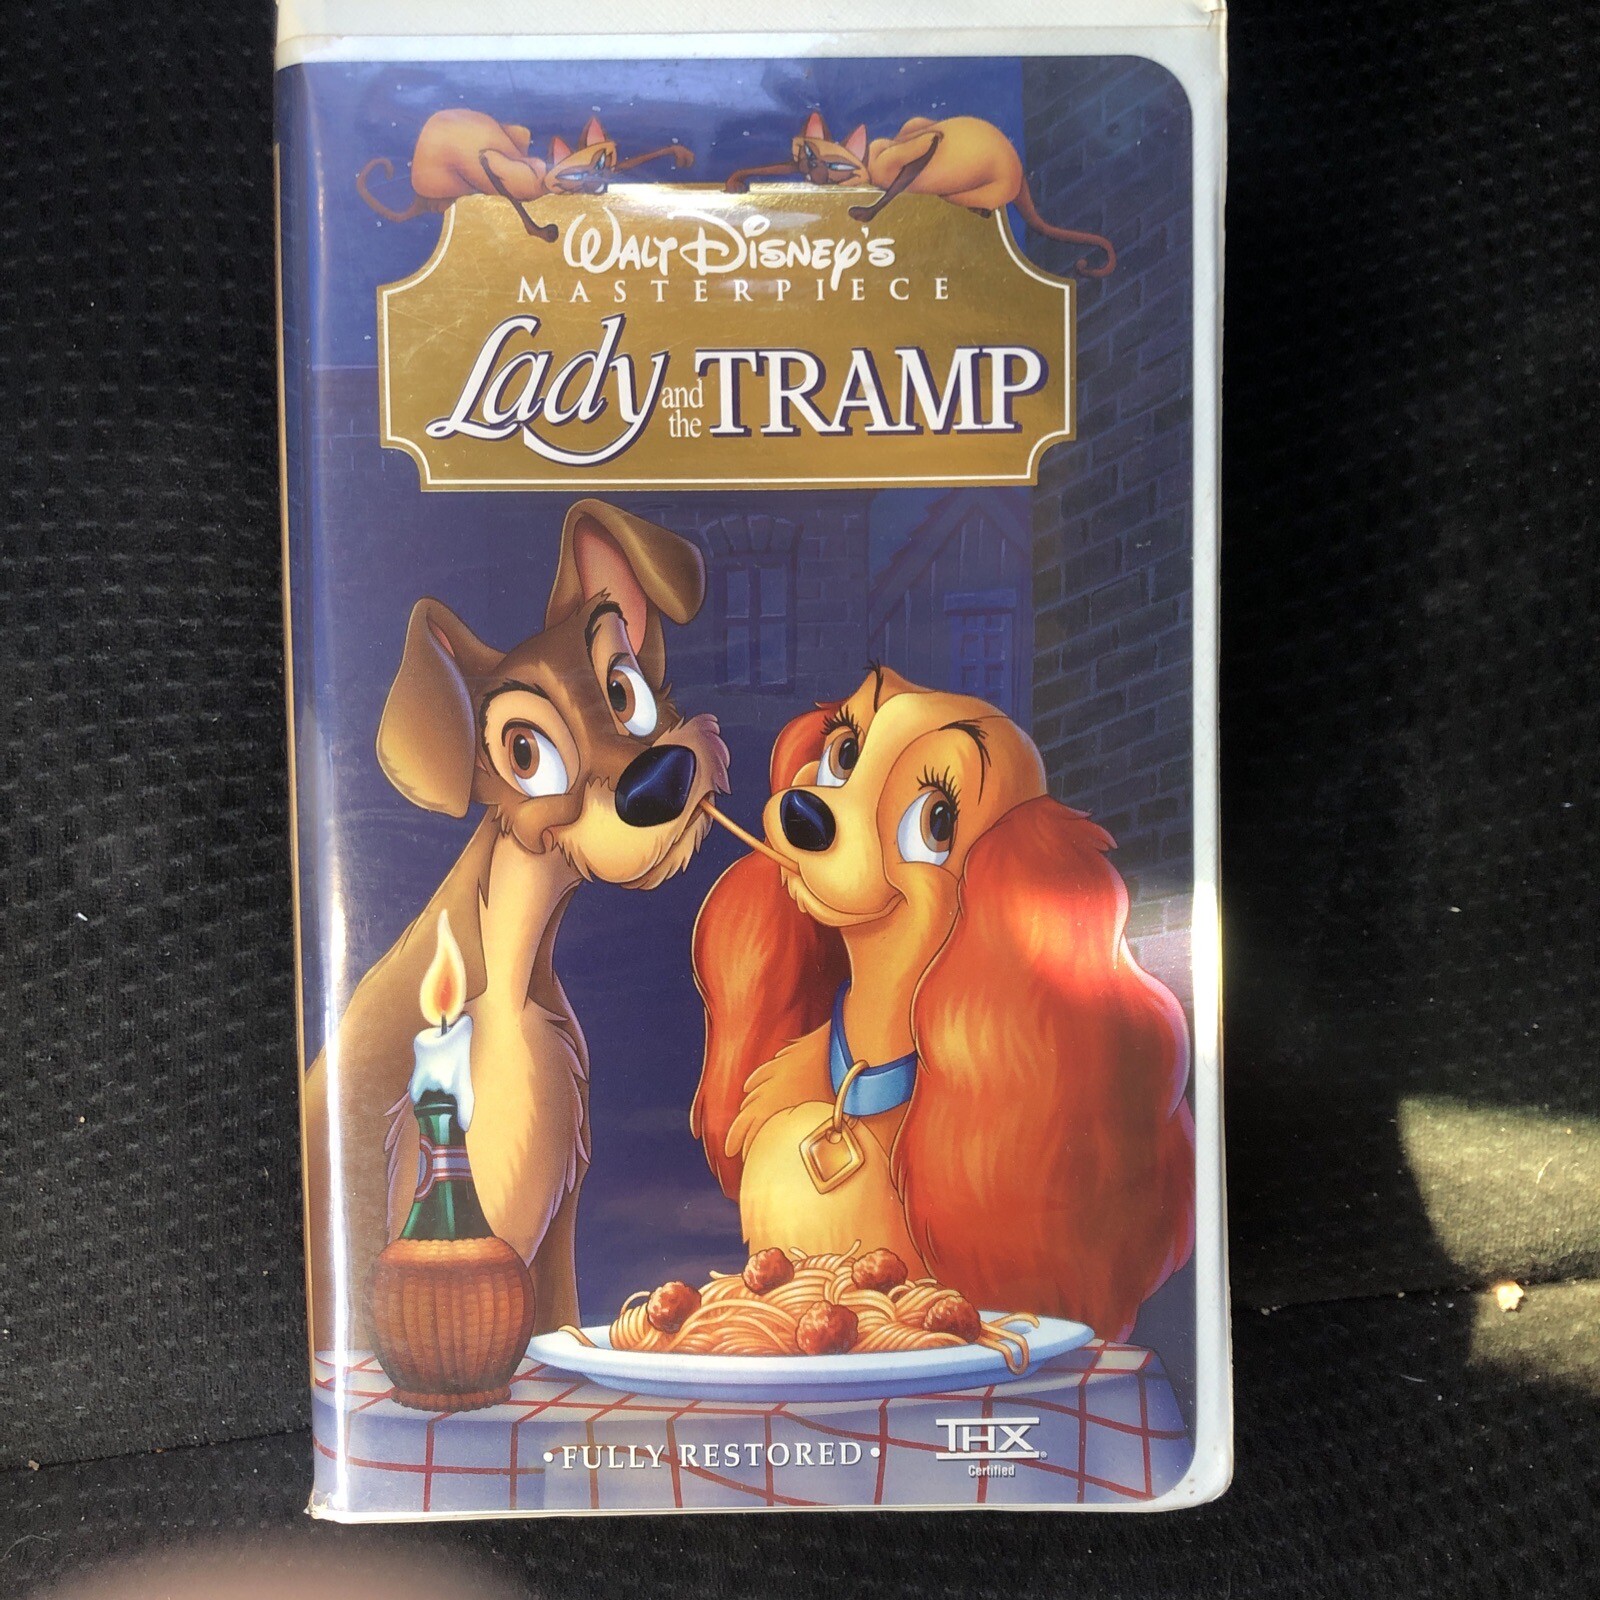 WALT DISNEY'S
MASTERPIECE
Lady and the TRAMP
•FULLY RESTORED•
THX
Certified